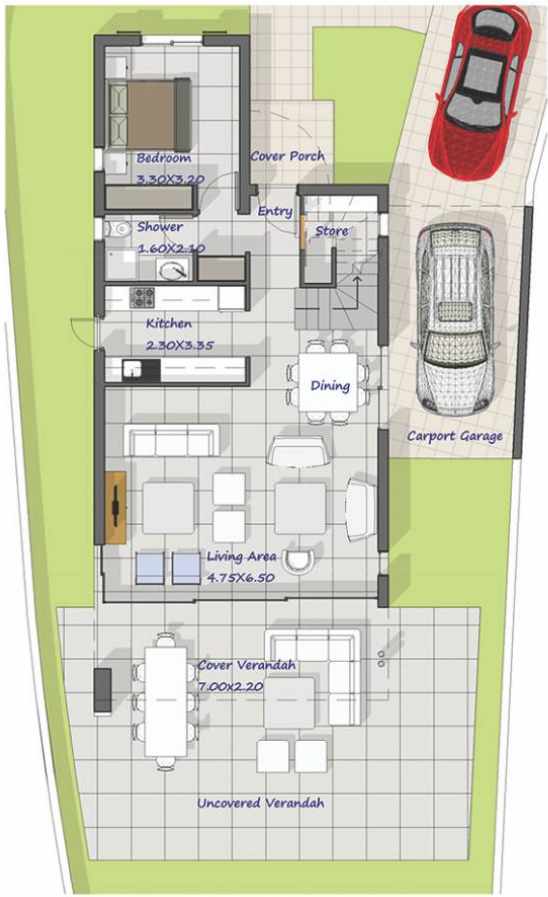 Bedroom
3.30X3.20
Cover Porch
Entry
Store
Shower
1.60X2.10
Kitchen
2.30X3.35
Dining
Carport Garage
Living Area
4.75X6.50
Cover Verandah
7.00x2.20
Uncovered Verandah